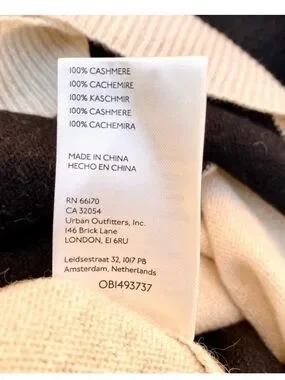 100% CASHMERE
100% CACHEMIRE
100% KASCHMIR
100% CASHMERE
100% CACHEMIRA
MADE IN CHINA
HECHO EN CHINA
RN 66170
CA 32054
Urban Outfitters, Inc.
146 Brick Lane
LONDON, E1 6RU
Leidsestraat 32, 1017 PB
Amsterdam, Netherlands
OB1493737